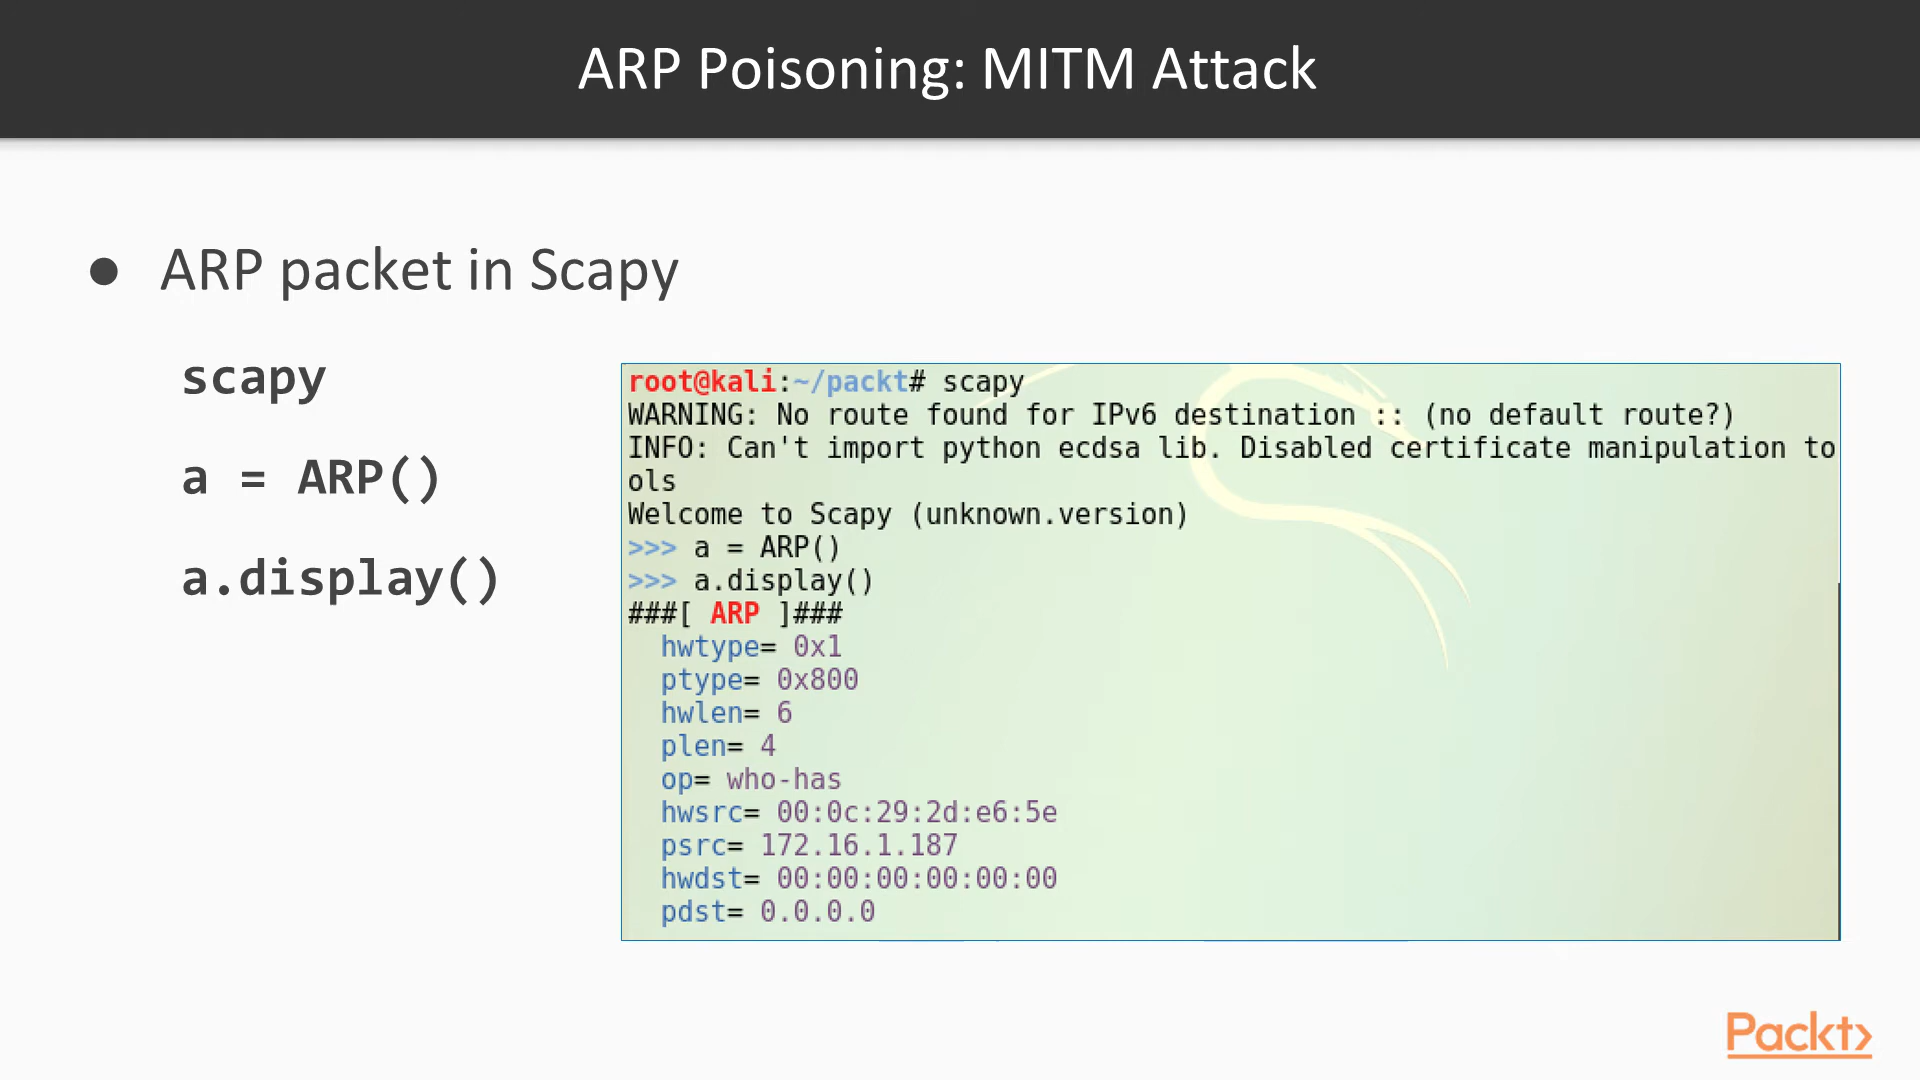 ARP Poisoning: MITM Attack
● ARP packet in Scapy
scapy
a = ARP()
a.display()
root@kali:~/packt# scapy
WARNING: No route found for IPv6 destination :: (no default route?)
INFO: Can't import python ecdsa lib. Disabled certificate manipulation to
ols
Welcome to Scapy (unknown.version)
>>> a = ARP()
>>> a.display()
###[ ARP ]###
  hwtype= 0x1
  ptype= 0x800
  hwlen= 6
  plen= 4
  op= who-has
  hwsrc= 00:0c:29:2d:e6:5e
  psrc= 172.16.1.187
  hwdst= 00:00:00:00:00:00
  pdst= 0.0.0.0
Packt>